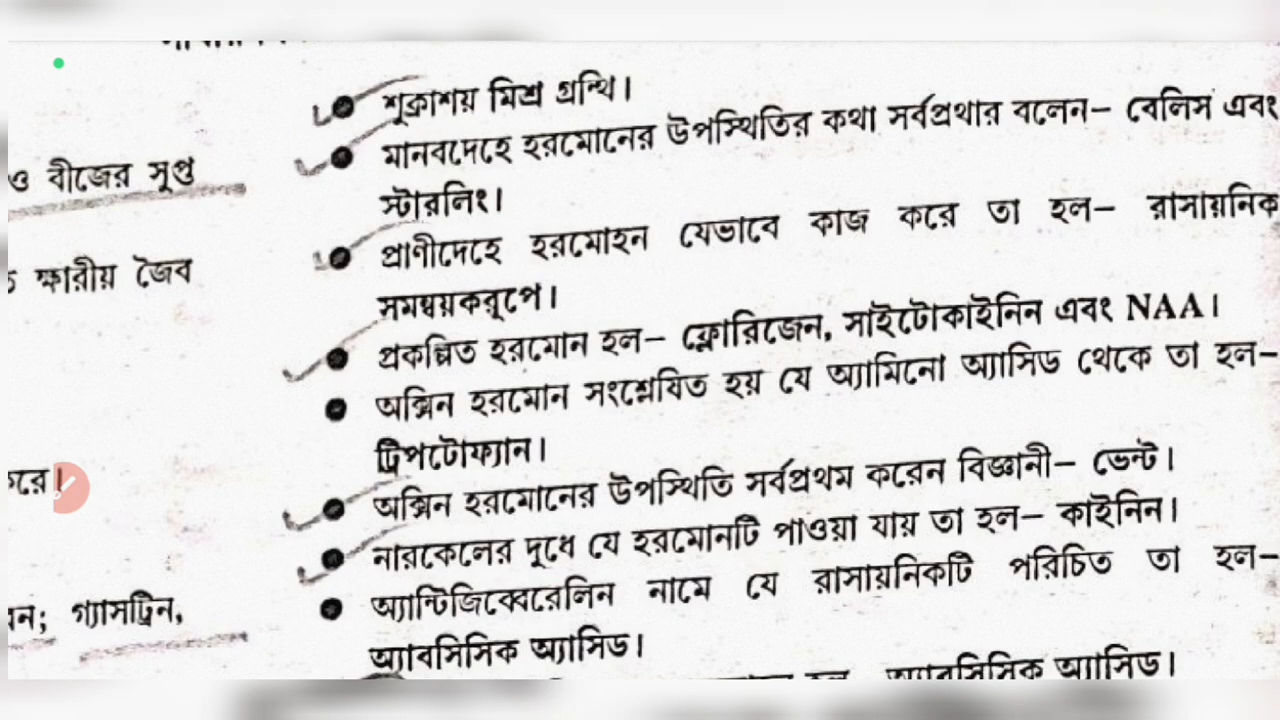 শুক্রাশয় মিশ্র গ্রন্থি।
মানবদেহে হরমোনের উপস্থিতির কথা সর্বপ্রথার বলেন– বেলিস এবং
স্টারলিং।
প্রাণীদেহে হরমোহন যেভাবে কাজ করে তা হল– রাসায়নিক
সমন্বয়করূপে।
প্রকল্পিত হরমোন হল– ফ্লোরিজেন, সাইটোকাইনিন এবং NAA।
অক্সিন হরমোন সংশ্লেষিত হয় যে অ্যামিনো অ্যাসিড থেকে তা হল–
ট্রিপটোফ্যান।
অক্সিন হরমোনের উপস্থিতি সর্বপ্রথম করেন বিজ্ঞানী– ভেন্ট।
নারকেলের দুধে যে হরমোনটি পাওয়া যায় তা হল– কাইনিন।
অ্যান্টিজিব্বেরেলিন নামে যে রাসায়নিকটি পরিচিত তা হল–
অ্যাবসিসিক অ্যাসিড।
অ্যাবসিসিক অ্যাসিড।
ও বীজের সুপ্ত
ক্ষারীয় জৈব
রে।
ন; গ্যাসট্রিন,